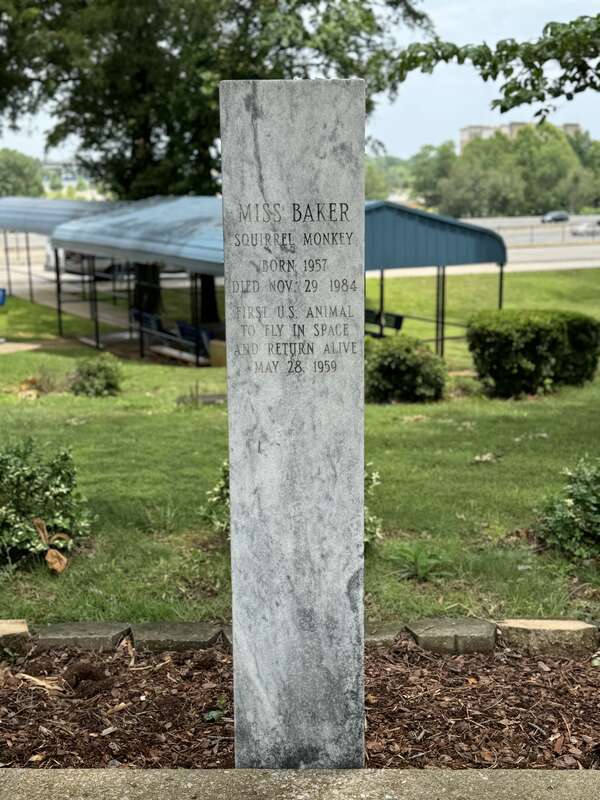 MISS BAKER
SQUIRREL MONKEY
BORN 1957
DIED NOV. 29 1984
FIRST U.S. ANIMAL
TO FLY IN SPACE
AND RETURN ALIVE
MAY 28, 1959